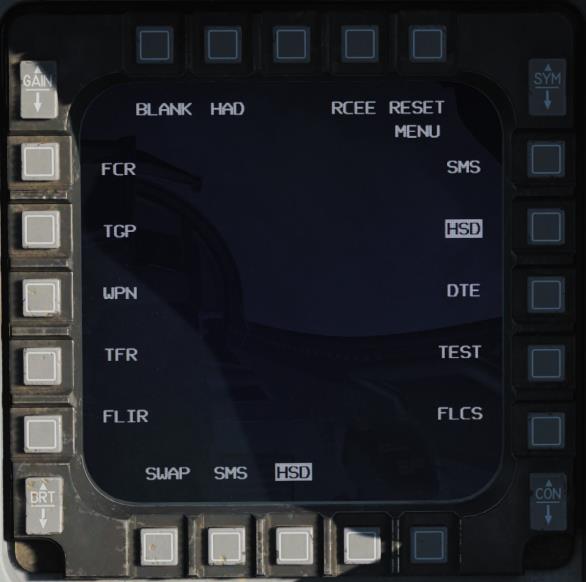 GAIN
SYM
BLANK HAD RCEE RESET
MENU
FCR SMS
TGP HSD
WPN DTE
TFR TEST
FLIR FLCS
SWAP SMS HSD
BRT
CON